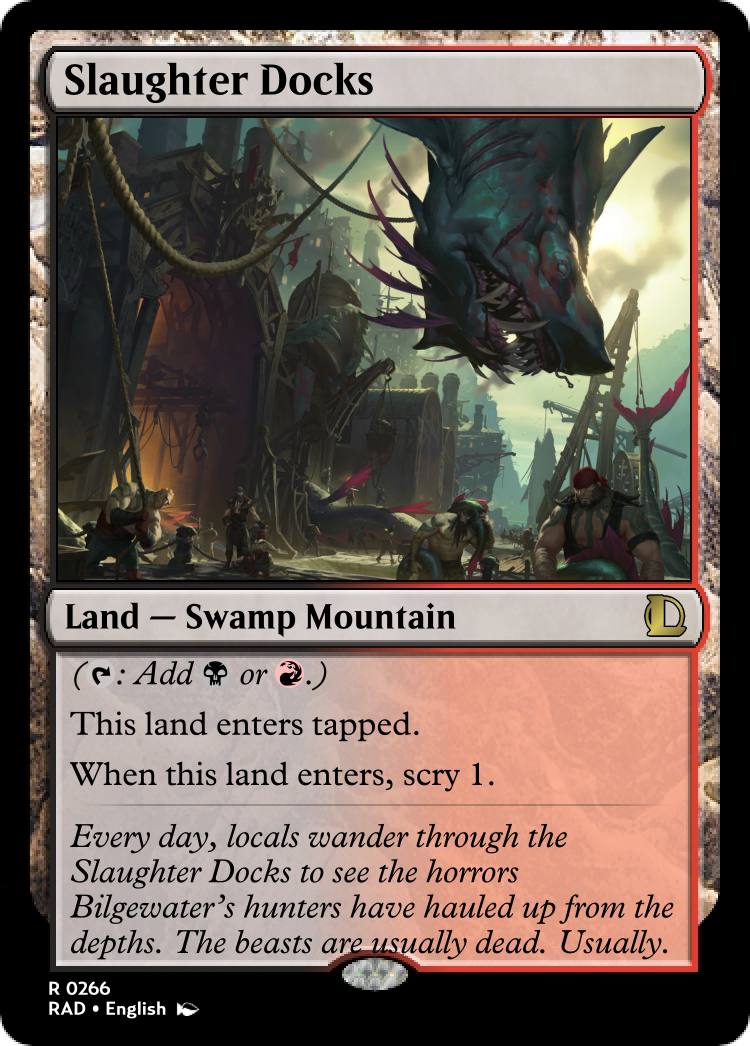 Slaughter Docks
Land — Swamp Mountain
( : Add or .)
This land enters tapped.
When this land enters, scry 1.
Every day, locals wander through the
Slaughter Docks to see the horrors
Bilgewater's hunters have hauled up from the
depths. The beasts are usually dead. Usually.
R 0266
RAD • English